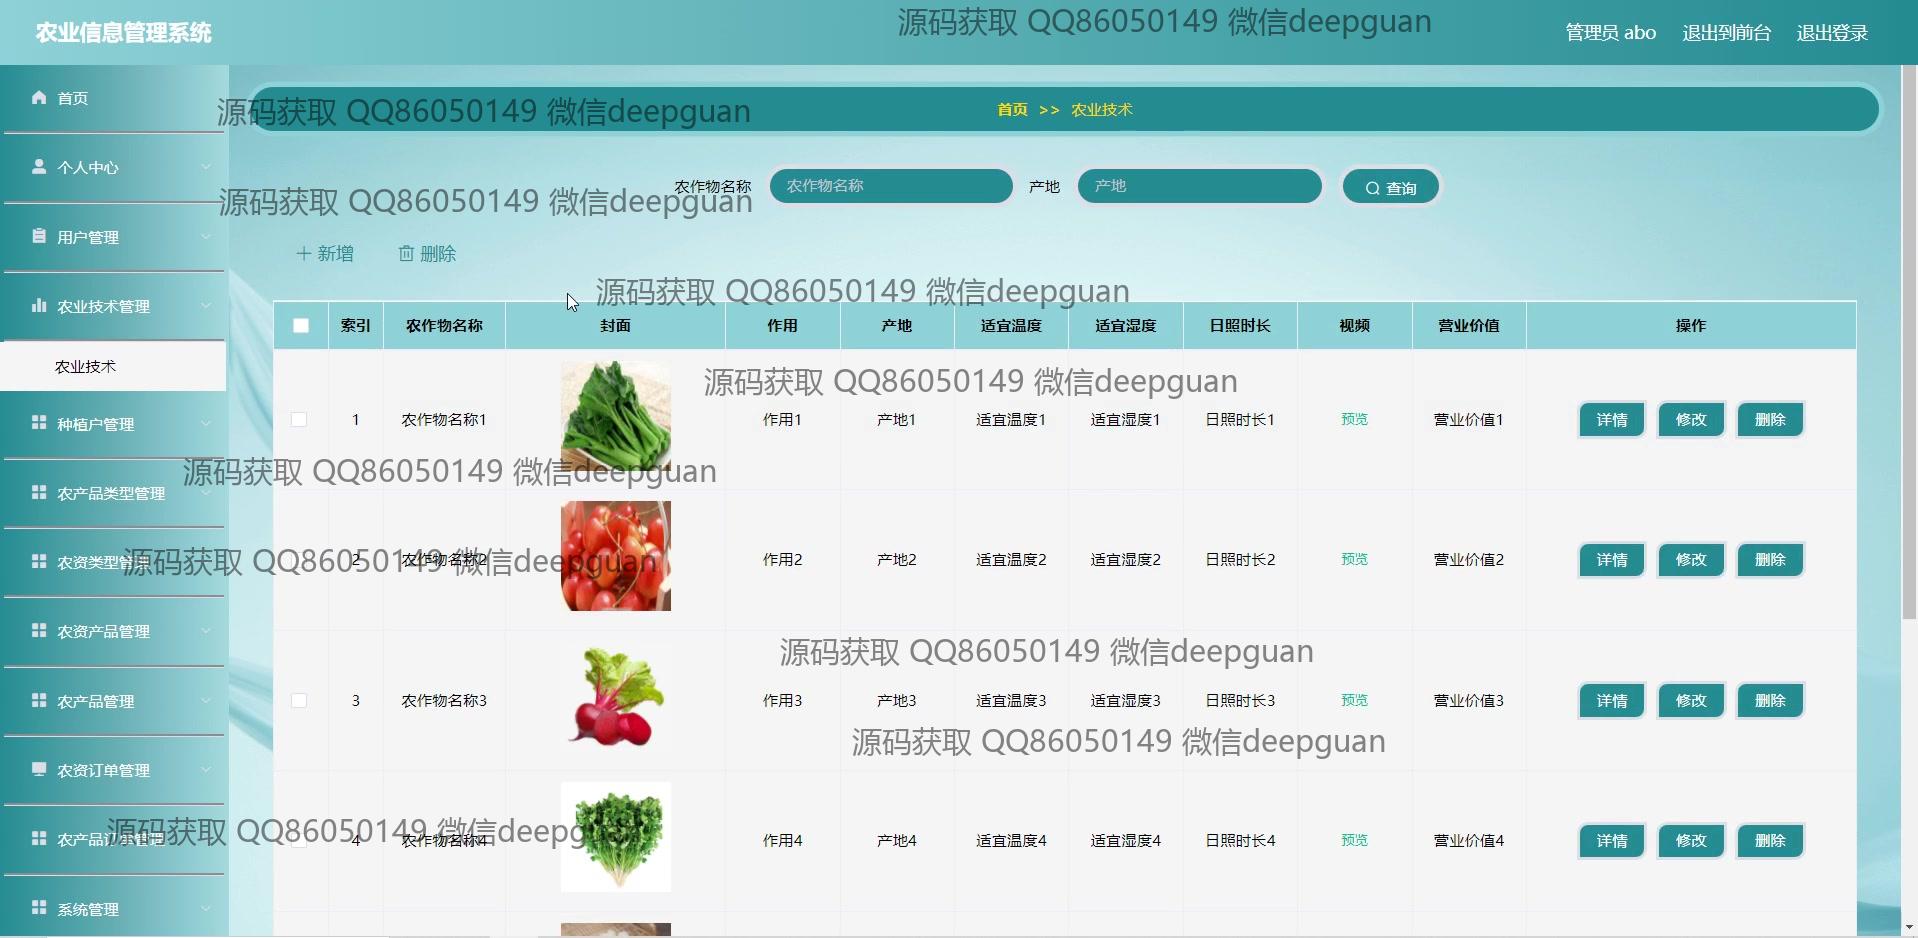 农业信息管理系统
源码获取 QQ86050149 微信deepguan
管理员 abo 退出到前台 退出登录
首页
源码获取 QQ86050149 微信deepguan
首页 >> 农业技术
个人中心
农作物名称 农作物名称 产地 产地 查询
源码获取 QQ86050149 微信deepguan
用户管理
新增 删除
源码获取 QQ86050149 微信deepguan
农业技术管理
索引 农作物名称 封面 作用 产地 适宜温度 适宜湿度 日照时长 视频 营业价值 操作
农业技术
源码获取 QQ86050149 微信deepguan
1 农作物名称1 作用1 产地1 适宜温度1 适宜湿度1 日照时长1 预览 营业价值1 详情 修改 删除
种植户管理
源码获取 QQ86050149 微信deepguan
农产品类型管理
农资类型管理
源码获取 QQ86050149 微信deepguan
2 农作物名称2 作用2 产地2 适宜温度2 适宜湿度2 日照时长2 预览 营业价值2 详情 修改 删除
农资产品管理
源码获取 QQ86050149 微信deepguan
农产品管理
3 农作物名称3 作用3 产地3 适宜温度3 适宜湿度3 日照时长3 预览 营业价值3 详情 修改 删除
源码获取 QQ86050149 微信deepguan
农资订单管理
农产品订单管理
源码获取 QQ86050149 微信deepguan
4 农作物名称4 作用4 产地4 适宜温度4 适宜湿度4 日照时长4 预览 营业价值4 详情 修改 删除
系统管理